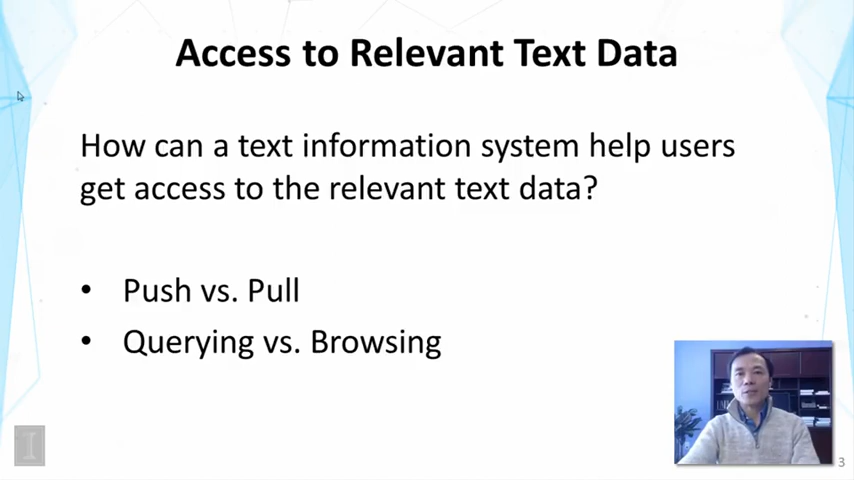 Access to Relevant Text Data
How can a text information system help users
get access to the relevant text data?
• Push vs. Pull
• Querying vs. Browsing
I
3